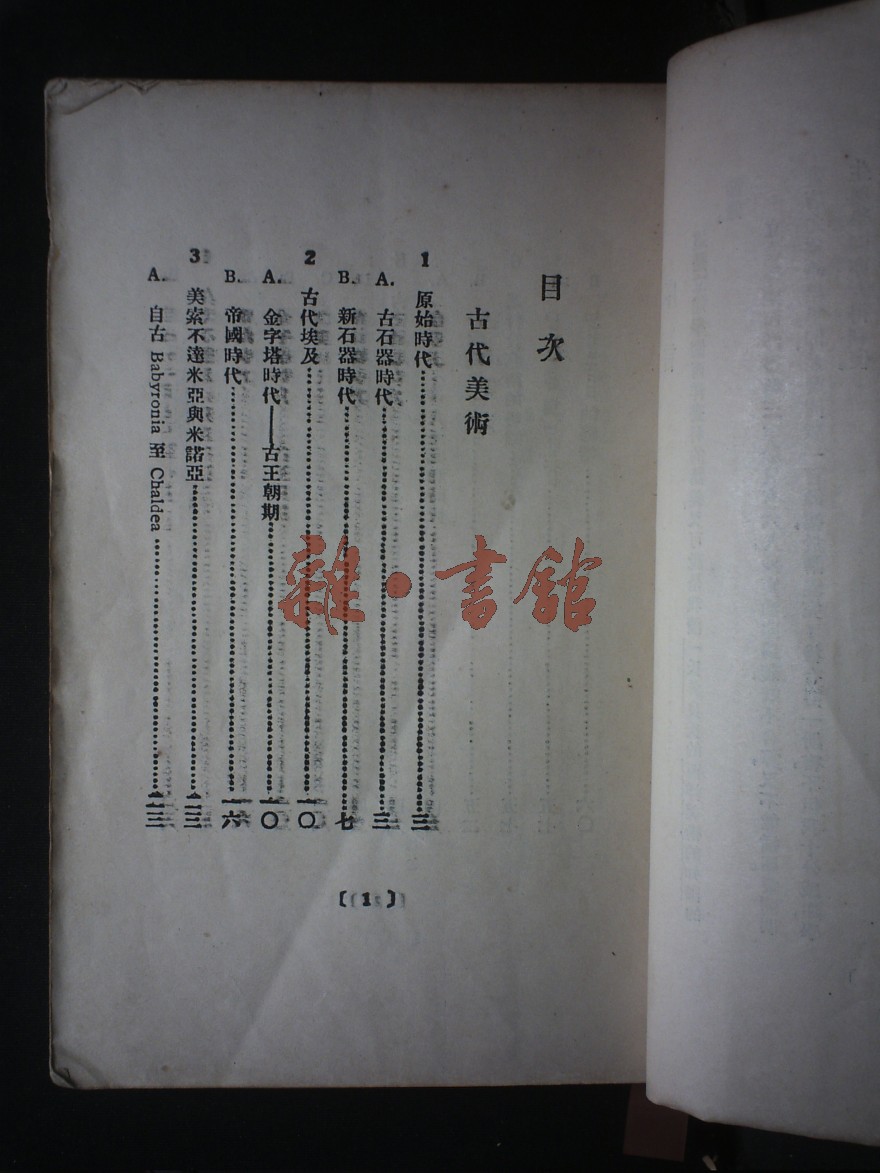 目次
古代美術
1 原始時代……三
A. 古石器時代……三
B. 新石器時代……七
2 古代埃及……一〇
A. 金字塔時代——古王朝期……一〇
B. 帝國時代……一六
3 美索不達米亞與米諾亞……二三
A. 自古 Babyronia 至 Chaldea……二三
〔1〕
雜·書館